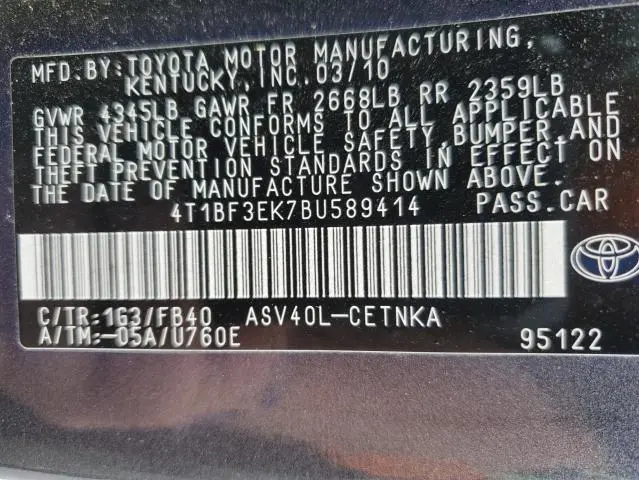 MFD.BY: TOYOTA MOTOR MANUFACTURING,
KENTUCKY, INC. 03/10
GVWR 4345LB GAWR FR 2668LB RR 2359LB
THIS VEHICLE CONFORMS TO ALL APPLICABLE
FEDERAL MOTOR VEHICLE SAFETY,BUMPER,AND
THEFT PREVENTION STANDARDS IN EFFECT ON
THE DATE OF MANUFACTURE SHOWN ABOVE.
4T1BF3EK7BU589414 PASS.CAR
C/TR:1G3/FB40 ASV40L-CETNKA
A/TM:-05A/U760E 95122